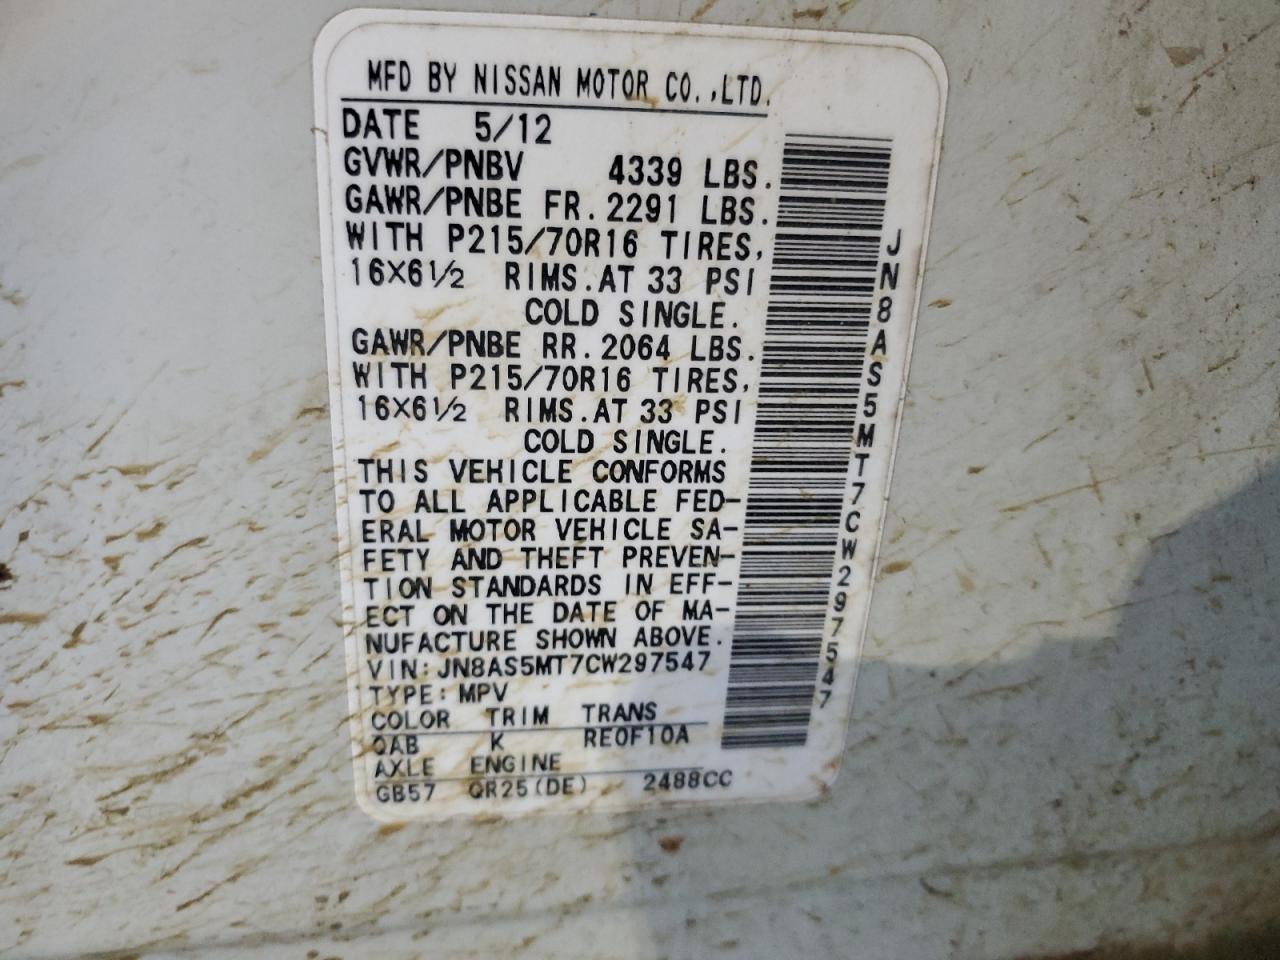 MFD BY NISSAN MOTOR CO.,LTD.
DATE 5/12
GVWR/PNBV 4339 LBS.
GAWR/PNBE FR. 2291 LBS.
WITH P215/70R16 TIRES,
16X6½ RIMS. AT 33 PSI
COLD SINGLE.
GAWR/PNBE RR. 2064 LBS.
WITH P215/70R16 TIRES,
16X6½ RIMS. AT 33 PSI
COLD SINGLE.
THIS VEHICLE CONFORMS
TO ALL APPLICABLE FED-
ERAL MOTOR VEHICLE SA-
FETY AND THEFT PREVEN-
TION STANDARDS IN EFF-
ECT ON THE DATE OF MA-
NUFACTURE SHOWN ABOVE.
VIN: JN8AS5MT7CW297547
TYPE: MPV
COLOR TRIM TRANS
QAB K RE0F10A
AXLE ENGINE
GB57 QR25(DE) 2488CC
JN8AS5MT7CW297547